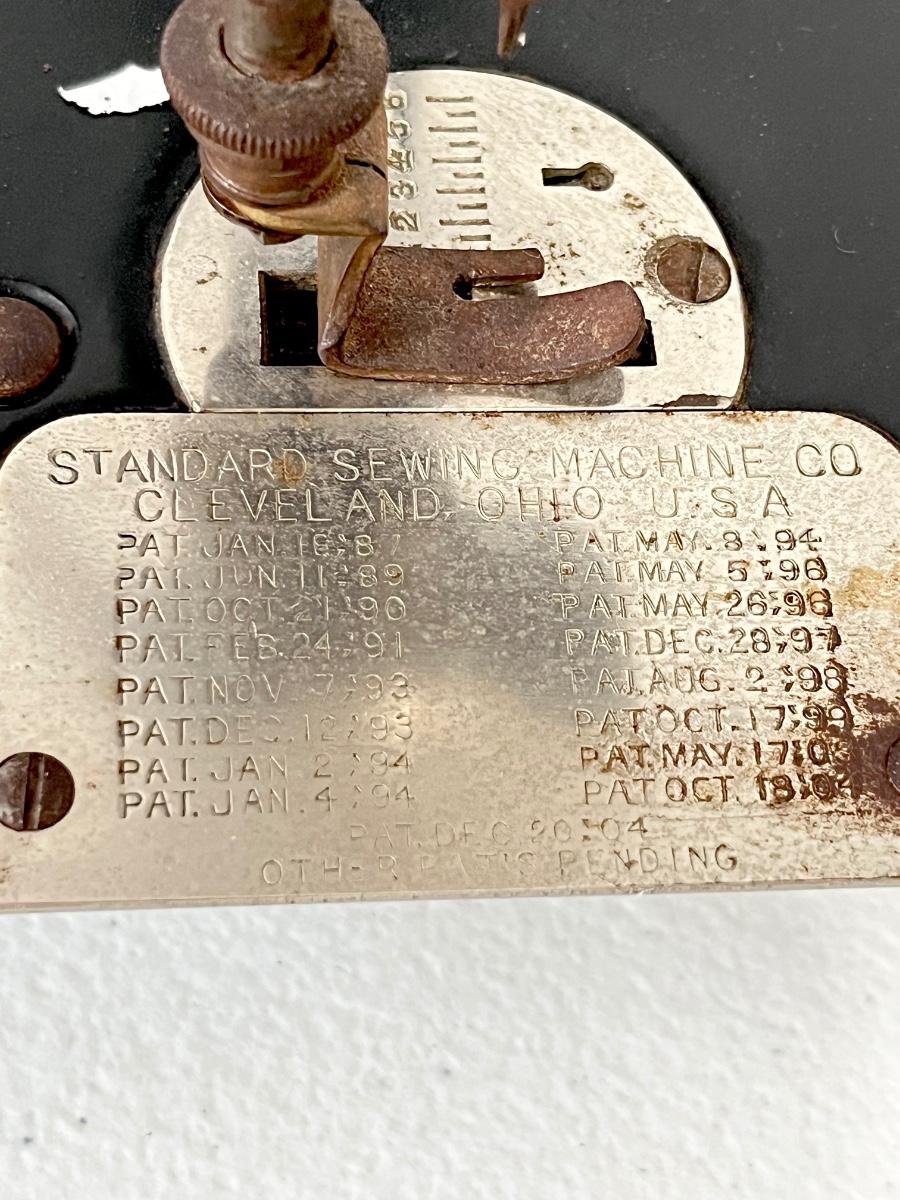 23456
STANDARD SEWING MACHINE CO
CLEVELAND, OHIO U.S.A
PAT. JAN. 18, '87 PAT. MAY. 8, '94
PAT. JUN. 11, '89 PAT. MAY 5, '96
PAT. OCT. 21, '90 PAT. MAY. 26, '96
PAT. FEB. 24, '91 PAT. DEC. 28, '97
PAT. NOV 7, '93 PAT. AUG. 2, '98
PAT. DEC. 12, '93 PAT. OCT. 17, '99
PAT. JAN 2, '94 PAT. MAY. 17,
PAT. JAN. 4, '94 PAT OCT. 18, '04
PAT. DEC. 20, '04
OTHER PAT'S PENDING